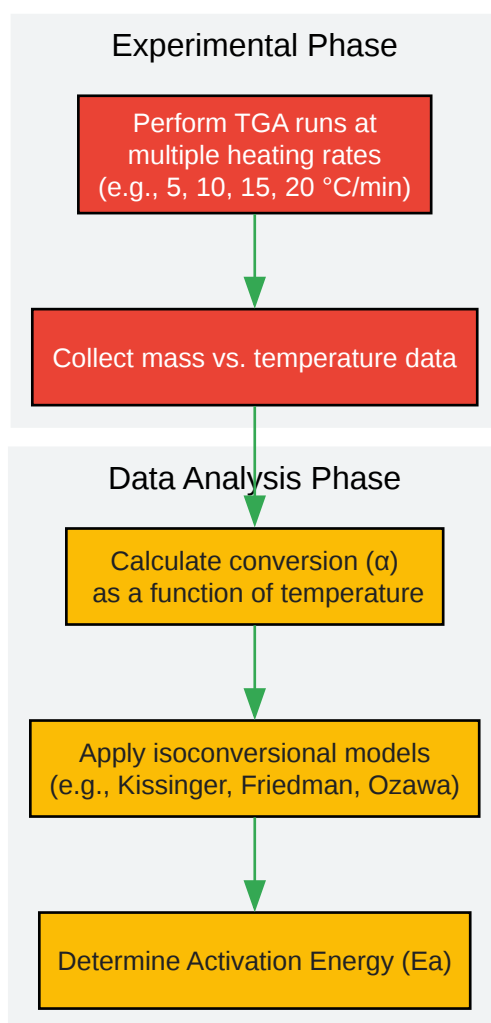 Experimental Phase
Perform TGA runs at
multiple heating rates
(e.g., 5, 10, 15, 20 °C/min)
Collect mass vs. temperature data
Data Analysis Phase
Calculate conversion (α)
as a function of temperature
Apply isoconversional models
(e.g., Kissinger, Friedman, Ozawa)
Determine Activation Energy (Ea)